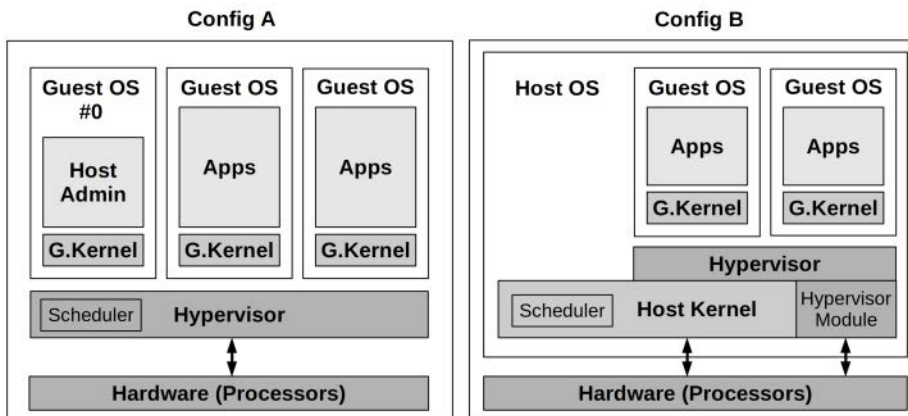 Config A
Guest OS
#0
Host
Admin
G.Kernel
Guest OS
Apps
G.Kernel
Guest OS
Apps
G.Kernel
Scheduler
Hypervisor
Hardware (Processors)
Config B
Host OS
Guest OS
Apps
G.Kernel
Guest OS
Apps
G.Kernel
Hypervisor
Scheduler
Host Kernel
Hypervisor
Module
Hardware (Processors)